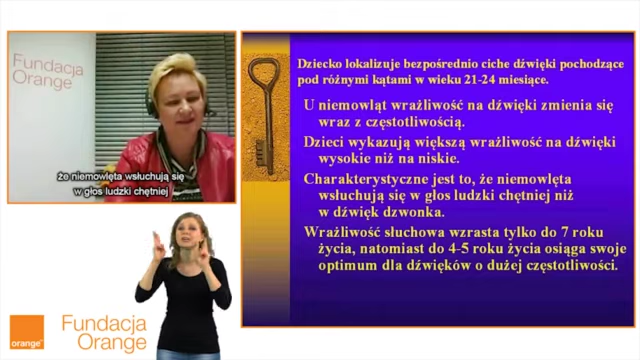 Fundacja
Orange
że niemowlęta wsłuchują się
w głos ludzki chętniej
Dziecko lokalizuje bezpośrednio ciche dźwięki pochodzące
pod różnymi kątami w wieku 21-24 miesiące.
U niemowląt wrażliwość na dźwięki zmienia się
wraz z częstotliwością.
Dzieci wykazują większą wrażliwość na dźwięki
wysokie niż na niskie.
Charakterystyczne jest to, że niemowlęta
wsłuchują się w głos ludzki chętniej niż
w dźwięk dzwonka.
Wrażliwość słuchowa wzrasta tylko do 7 roku
życia, natomiast do 4-5 roku życia osiąga swoje
optimum dla dźwięków o dużej częstotliwości.
orange™
Fundacja
Orange